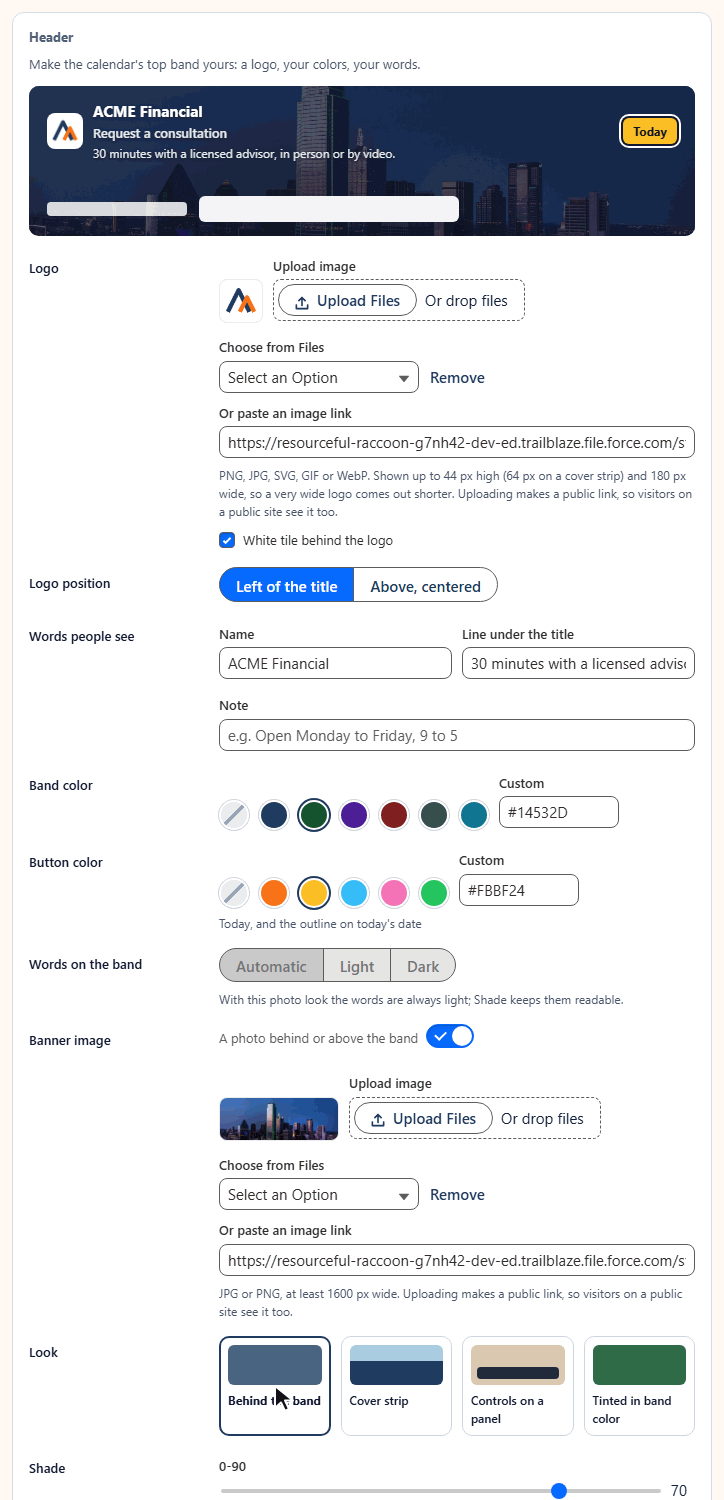 Header
Make the calendar's top band yours: a logo, your colors, your words.
ACME Financial
Request a consultation
30 minutes with a licensed advisor, in person or by video.
Today
Logo
Upload image
Upload Files
Or drop files
Choose from Files
Select an Option
Remove
Or paste an image link
https://resourceful-raccoon-g7nh42-dev-ed.trailblaze.file.force.com/s
PNG, JPG, SVG, GIF or WebP. Shown up to 44 px high (64 px on a cover strip) and 180 px
wide, so a very wide logo comes out shorter. Uploading makes a public link, so visitors on
a public site see it too.
White tile behind the logo
Logo position
Left of the title
Above, centered
Words people see
Name
Line under the title
ACME Financial
30 minutes with a licensed advis
Note
e.g. Open Monday to Friday, 9 to 5
Band color
Custom
#14532D
Button color
Custom
#FBBF24
Today, and the outline on today's date
Words on the band
Automatic
Light
Dark
With this photo look the words are always light; Shade keeps them readable.
Banner image
A photo behind or above the band
Upload image
Upload Files
Or drop files
Choose from Files
Select an Option
Remove
Or paste an image link
https://resourceful-raccoon-g7nh42-dev-ed.trailblaze.file.force.com/s
JPG or PNG, at least 1600 px wide. Uploading makes a public link, so visitors on a public
site see it too.
Look
Behind the band
Cover strip
Controls on a
panel
Tinted in band
color
Shade
0-90
70